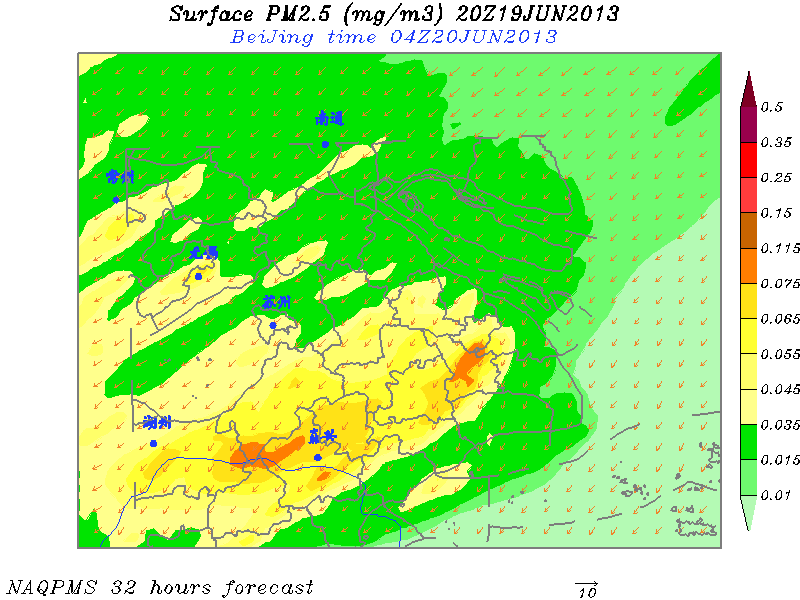 Surface PM2.5 (mg/m3) 20Z19JUN2013
BeiJing time 04Z20JUN2013
南通
常州
无锡
苏州
湖州
嘉兴
0.5
0.35
0.25
0.15
0.115
0.075
0.065
0.045
0.035
0.015
0.01
NAQPMS 32 hours forecast
10